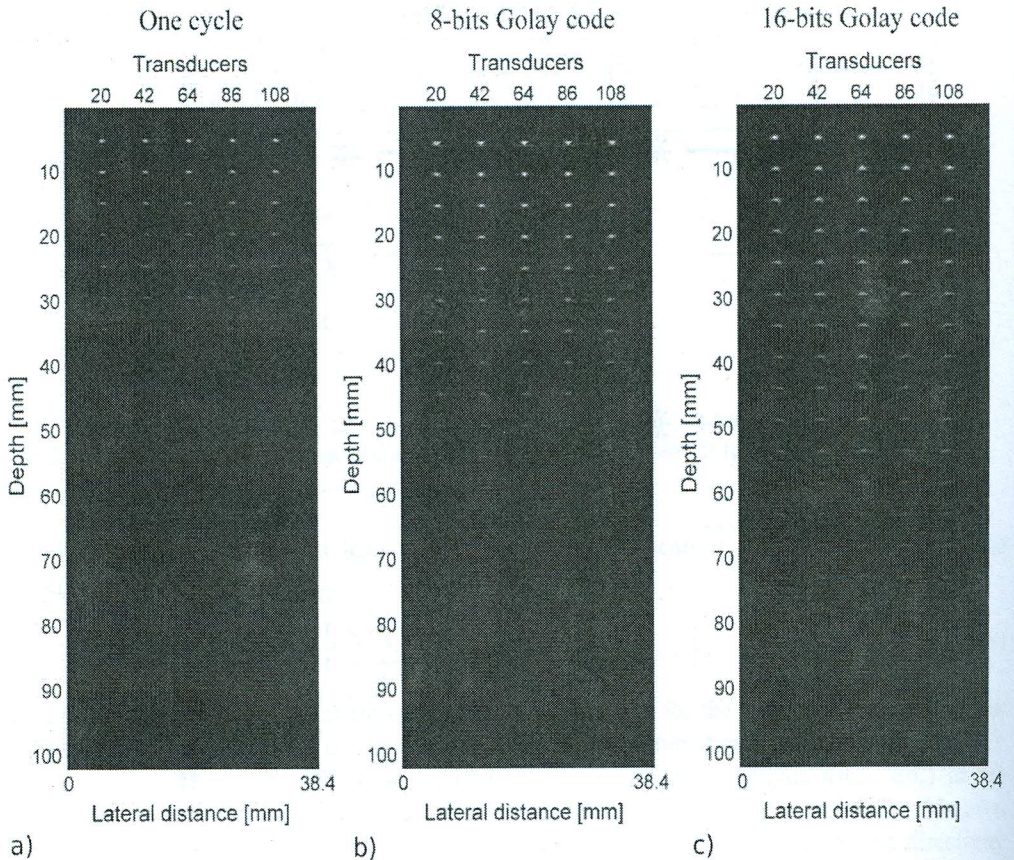 One cycle
Transducers
20 42 64 86 108
10
20
30
40
50
60
70
80
90
100
Depth [mm]
0 38.4
Lateral distance [mm]
a)
8-bits Golay code
Transducers
20 42 64 86 108
10
20
30
40
50
60
70
80
90
100
Depth [mm]
0 38.4
Lateral distance [mm]
b)
16-bits Golay code
Transducers
20 42 64 86 108
10
20
30
40
50
60
70
80
90
100
Depth [mm]
0 38.4
Lateral distance [mm]
c)